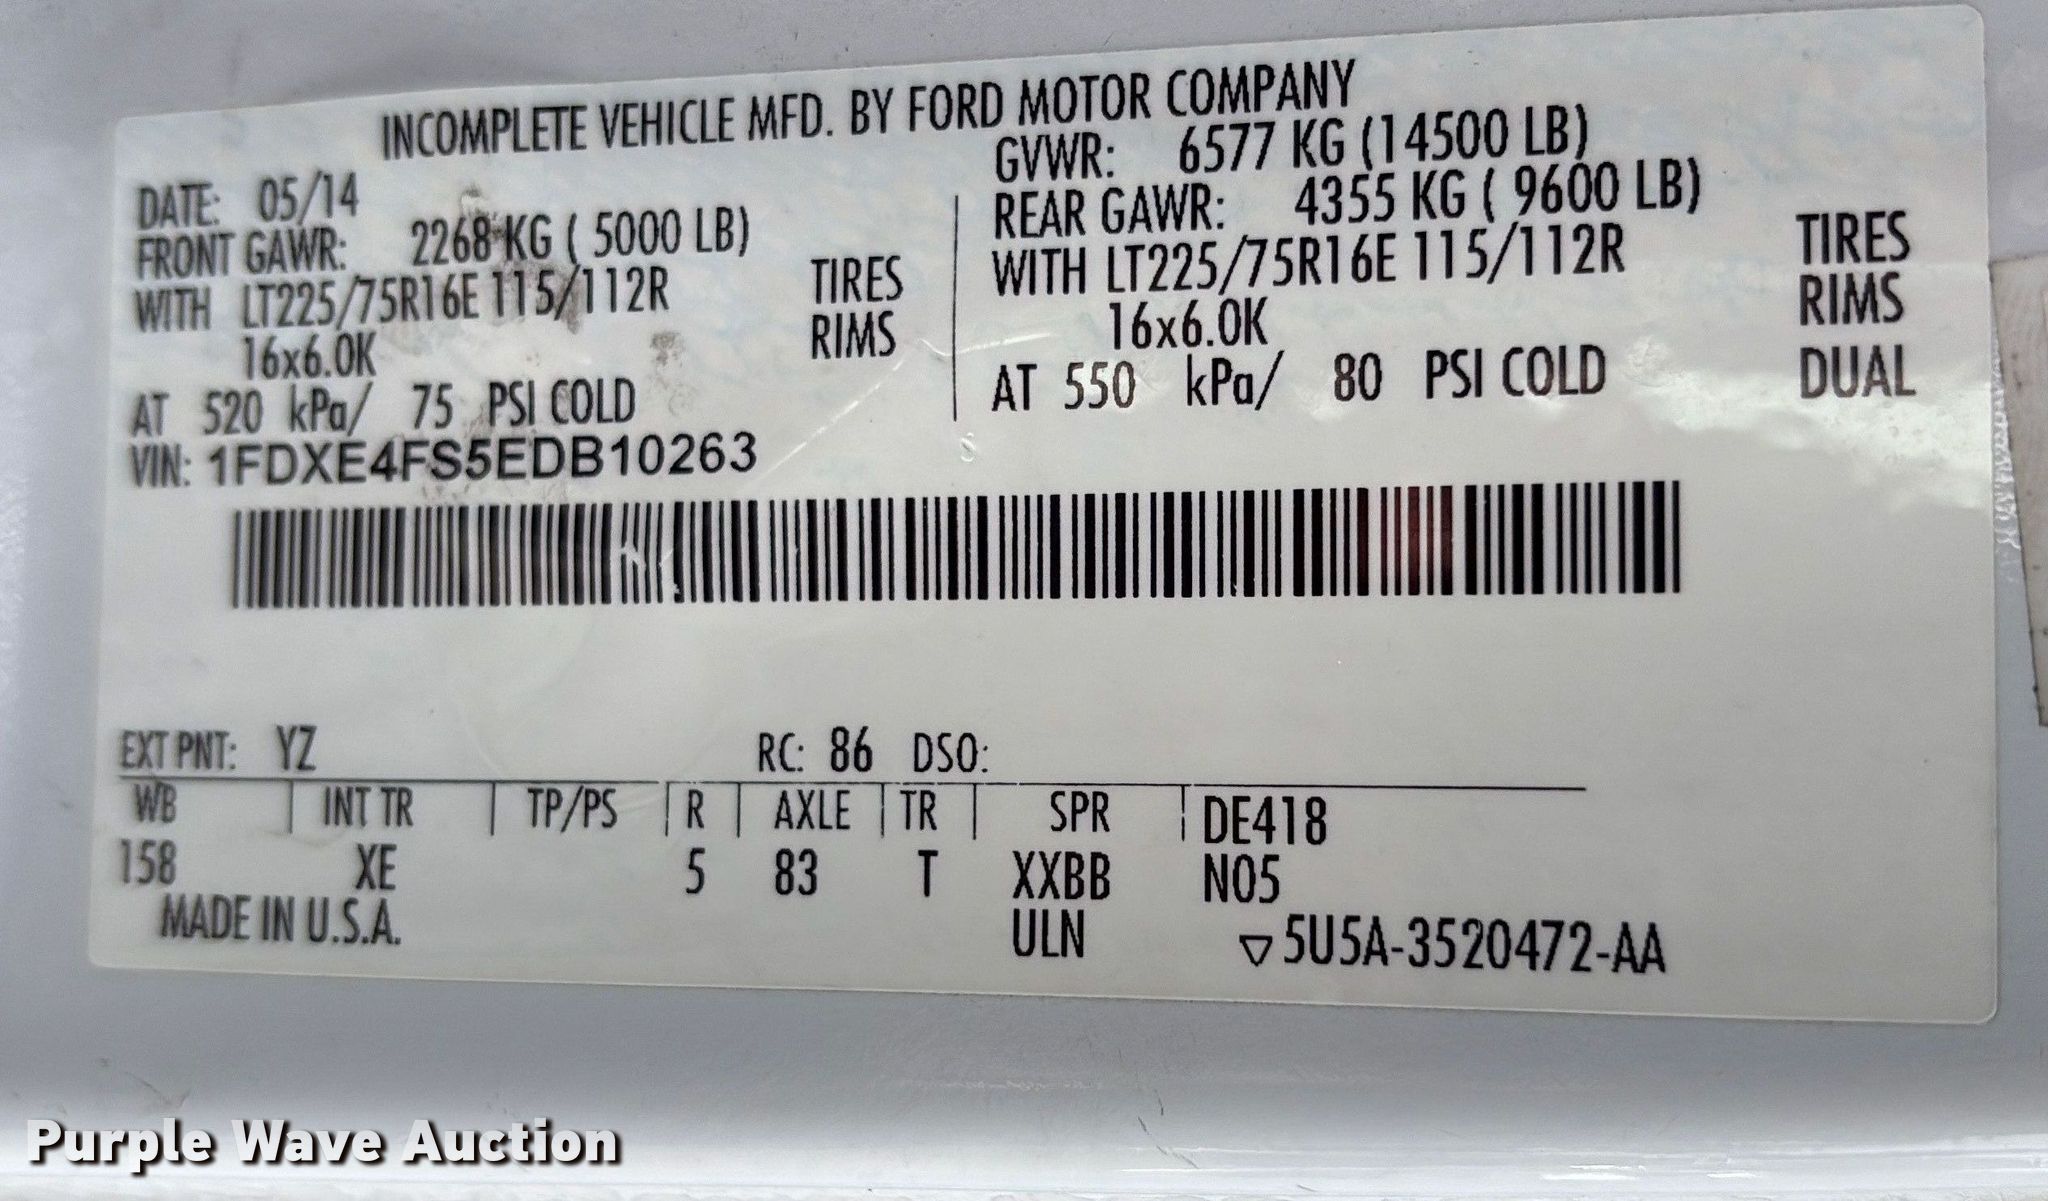 INCOMPLETE VEHICLE MFD. BY FORD MOTOR COMPANY
DATE: 05/14
FRONT GAWR: 2268 KG ( 5000 LB)
WITH LT225/75R16E 115/112R TIRES
16x6.0K RIMS
AT 520 kPa/ 75 PSI COLD
GVWR: 6577 KG (14500 LB)
REAR GAWR: 4355 KG ( 9600 LB)
WITH LT225/75R16E 115/112R TIRES
16x6.0K RIMS
AT 550 kPa/ 80 PSI COLD DUAL
VIN: 1FDXE4FS5EDB10263
EXT PNT: YZ RC: 86 DSO:
WB INT TR TP/PS R AXLE TR SPR DE418
158 XE 5 83 T XXBB N05
MADE IN U.S.A. ULN ▽5U5A-3520472-AA
Purple Wave Auction